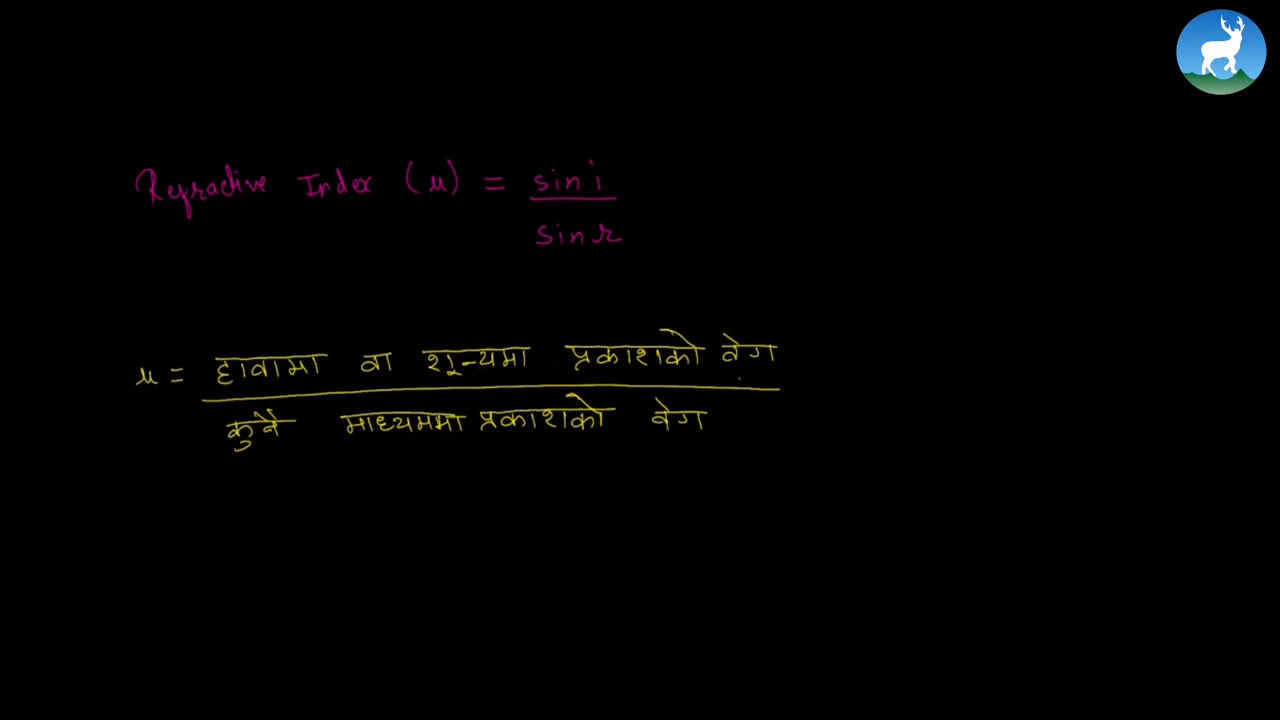 Refractive Index (μ) = sin i
sin r
μ = हावामा वा शून्यमा प्रकाशको वेग
कुनै माध्यममा प्रकाशको वेग